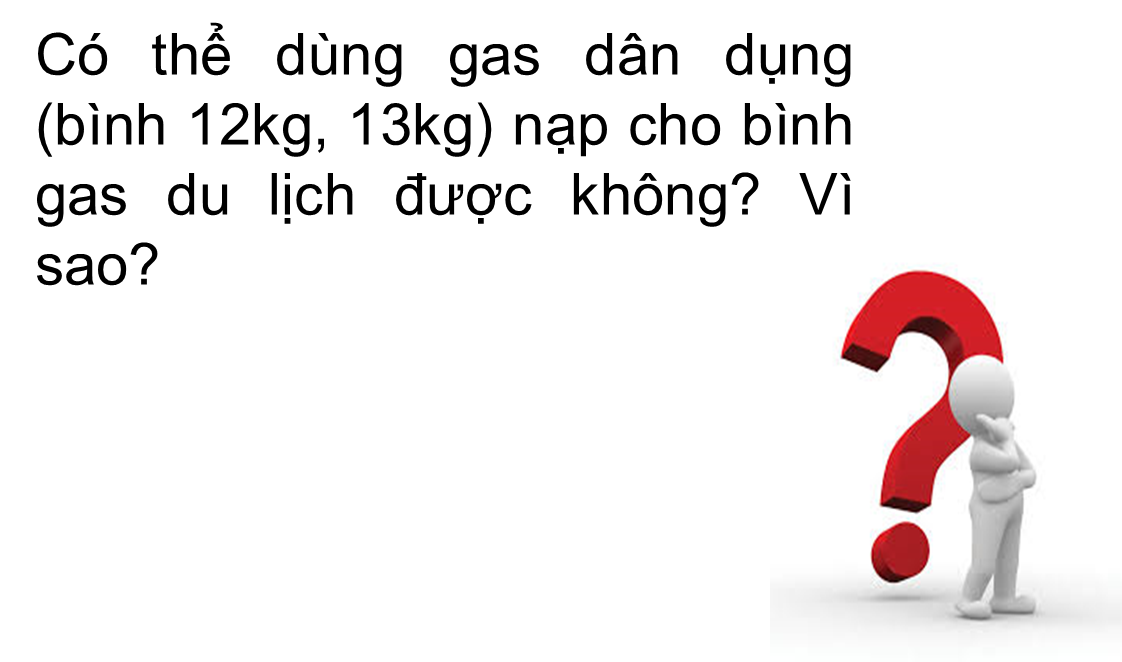 Có thể dùng gas dân dụng
(bình 12kg, 13kg) nạp cho bình
gas du lịch được không? Vì
sao?